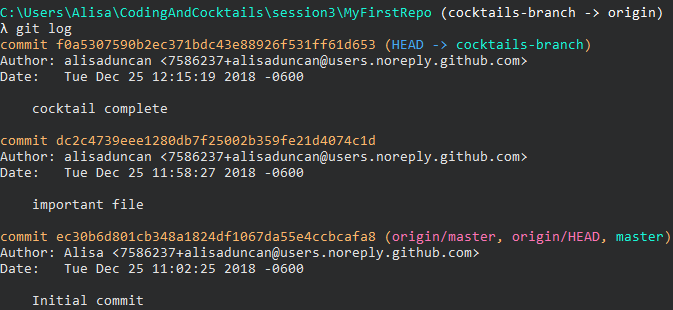 C:\Users\Alisa\CodingAndCocktails\session3\MyFirstRepo (cocktails-branch -> origin)
λ git log
commit f0a5307590b2ec371bdc43e88926f531ff61d653 (HEAD -> cocktails-branch)
Author: alisaduncan <7586237+alisaduncan@users.noreply.github.com>
Date:   Tue Dec 25 12:15:19 2018 -0600
    cocktail complete
commit dc2c4739eee1280db7f25002b359fe21d4074c1d
Author: alisaduncan <7586237+alisaduncan@users.noreply.github.com>
Date:   Tue Dec 25 11:58:27 2018 -0600
    important file
commit ec30b6d801cb348a1824df1067da55e4ccbcafa8 (origin/master, origin/HEAD, master)
Author: Alisa <7586237+alisaduncan@users.noreply.github.com>
Date:   Tue Dec 25 11:02:25 2018 -0600
    Initial commit